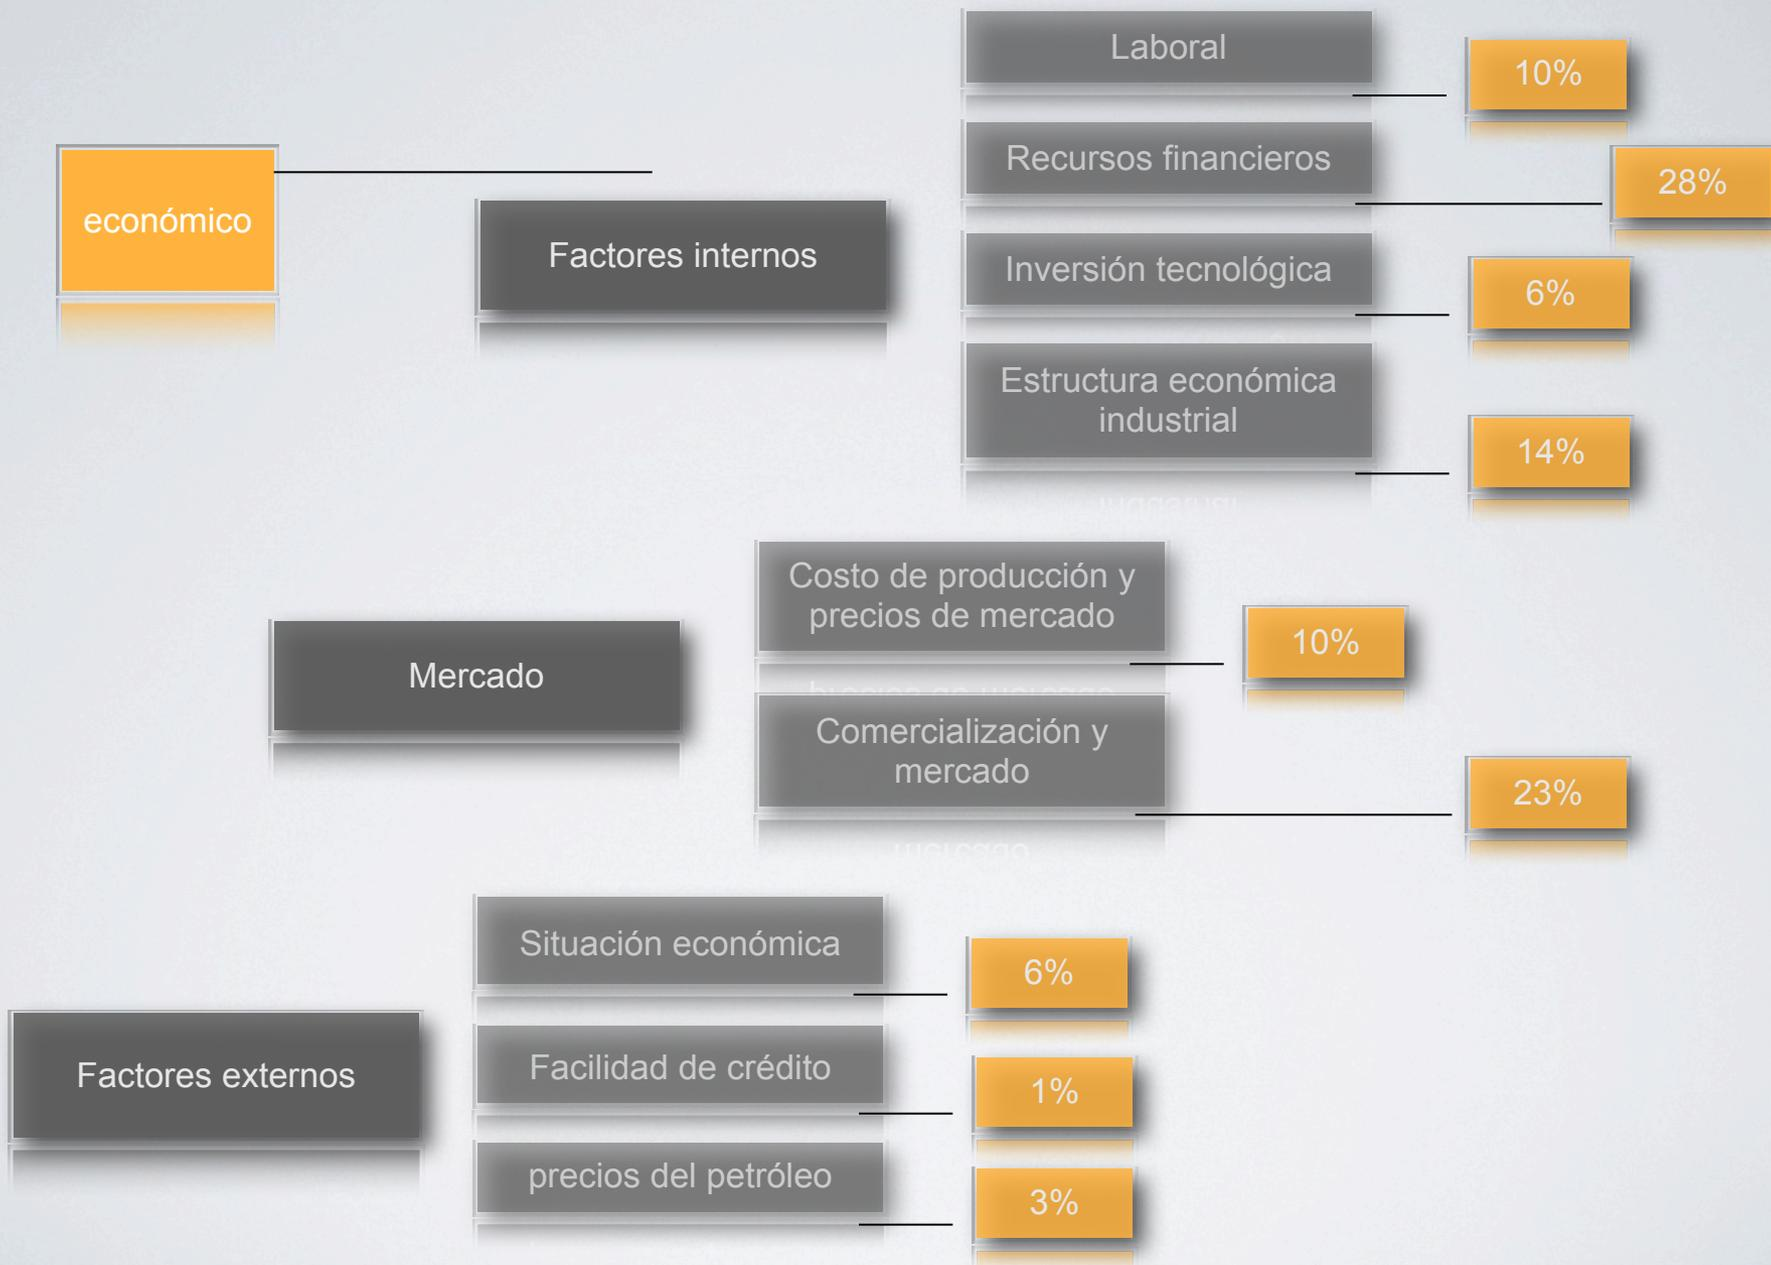 económico
Factores internos
Laboral
10%
Recursos financieros
28%
Inversión tecnológica
6%
Estructura económica
industrial
14%
Mercado
Costo de producción y
precios de mercado
10%
Comercialización y
mercado
23%
Factores externos
Situación económica
6%
Facilidad de crédito
1%
precios del petróleo
3%